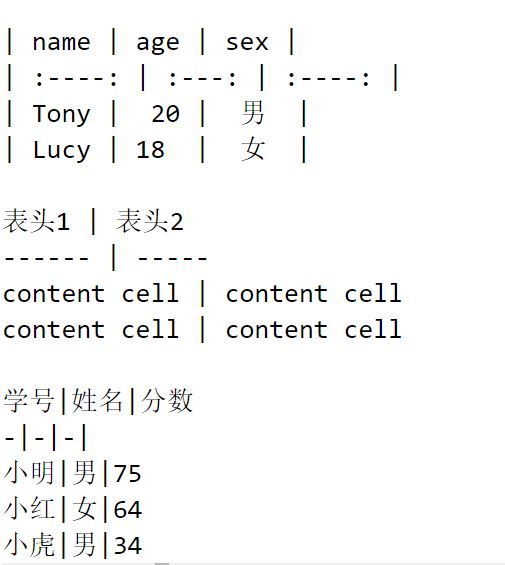 | name | age | sex |
| :----: | :---: | :----: |
| Tony |  20 |  男  |
| Lucy | 18  |  女  |
表头1 | 表头2
------ | -----
content cell | content cell
content cell | content cell
学号|姓名|分数
-|-|-|
小明|男|75
小红|女|64
小虎|男|34